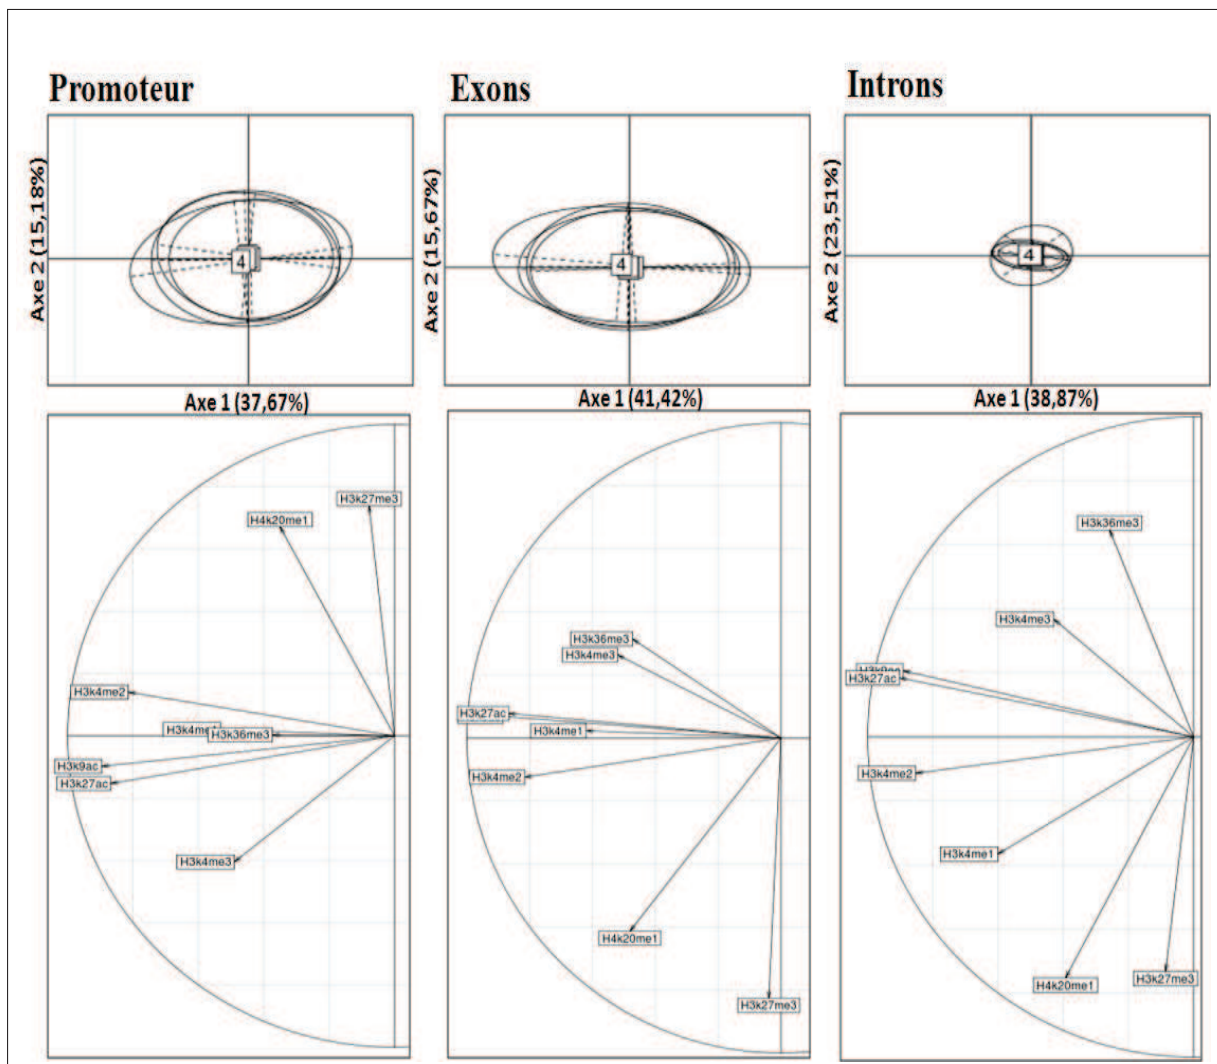 Promoteur
Axe 2 (15,18%)
4
Axe 1 (37,67%)
H3k27me3
H4k20me1
H3k4me2
H3k4me1
H3k36me3
H3k9ac
H3k27ac
H3k4me3
Exons
Axe 2 (15,67%)
4
Axe 1 (41,42%)
H3k36me3
H3k4me3
H3k27ac
H3k4me1
H3k4me2
H4k20me1
H3k27me3
Introns
Axe 2 (23,51%)
4
Axe 1 (38,87%)
H3k36me3
H3k4me3
H3k9ac
H3k27ac
H3k4me2
H3k4me1
H4k20me1
H3k27me3